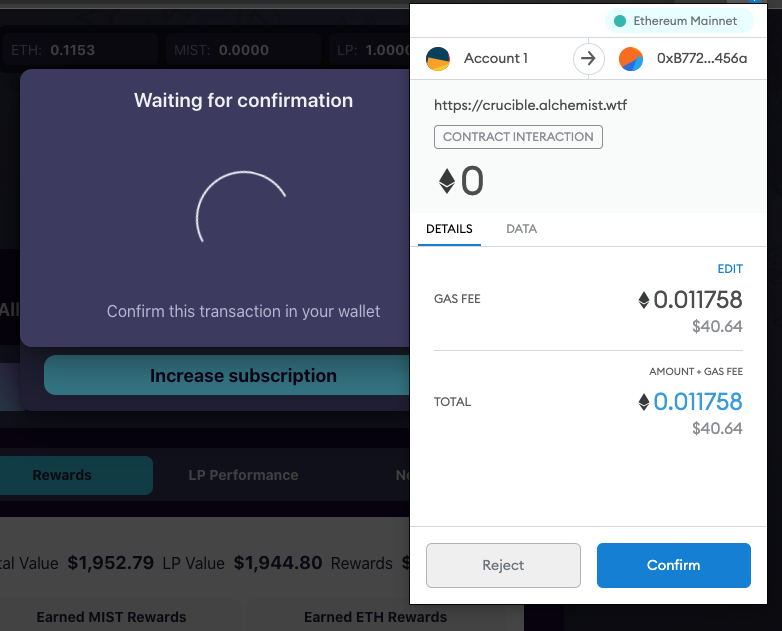 ETH: 0.1153
MIST: 0.0000
LP: 1.000
Waiting for confirmation
Confirm this transaction in your wallet
Increase subscription
Rewards
LP Performance
Value $1,952.79 LP Value $1,944.80 Rewards $
Earned MIST Rewards
Earned ETH Rewards
Ethereum Mainnet
Account 1
0xB772...456a
https://crucible.alchemist.wtf
CONTRACT INTERACTION
0
DETAILS
DATA
EDIT
GAS FEE
0.011758
$40.64
AMOUNT + GAS FEE
TOTAL
0.011758
$40.64
Reject
Confirm